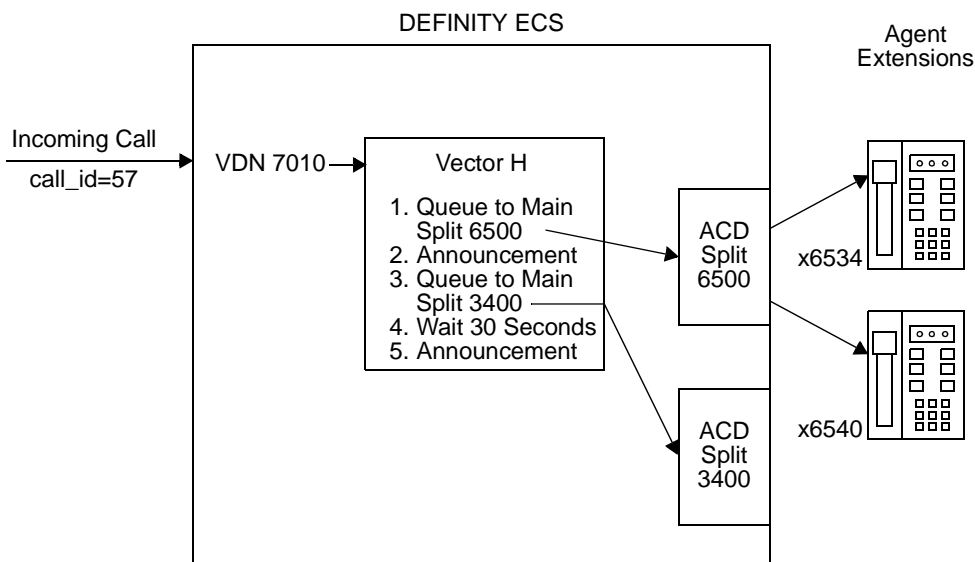 DEFINITY ECS
Agent
Extensions
Incoming Call
call_id=57
VDN 7010
Vector H
1. Queue to Main
Split 6500
2. Announcement
3. Queue to Main
Split 3400
4. Wait 30 Seconds
5. Announcement
ACD
Split
6500
x6534
x6540
ACD
Split
3400